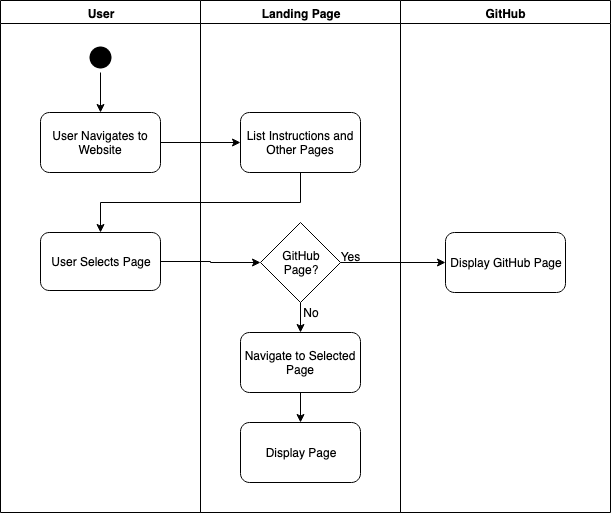 User
Landing Page
GitHub
User Navigates to
Website
List Instructions and
Other Pages
User Selects Page
GitHub
Page?
Yes
Display GitHub Page
No
Navigate to Selected
Page
Display Page